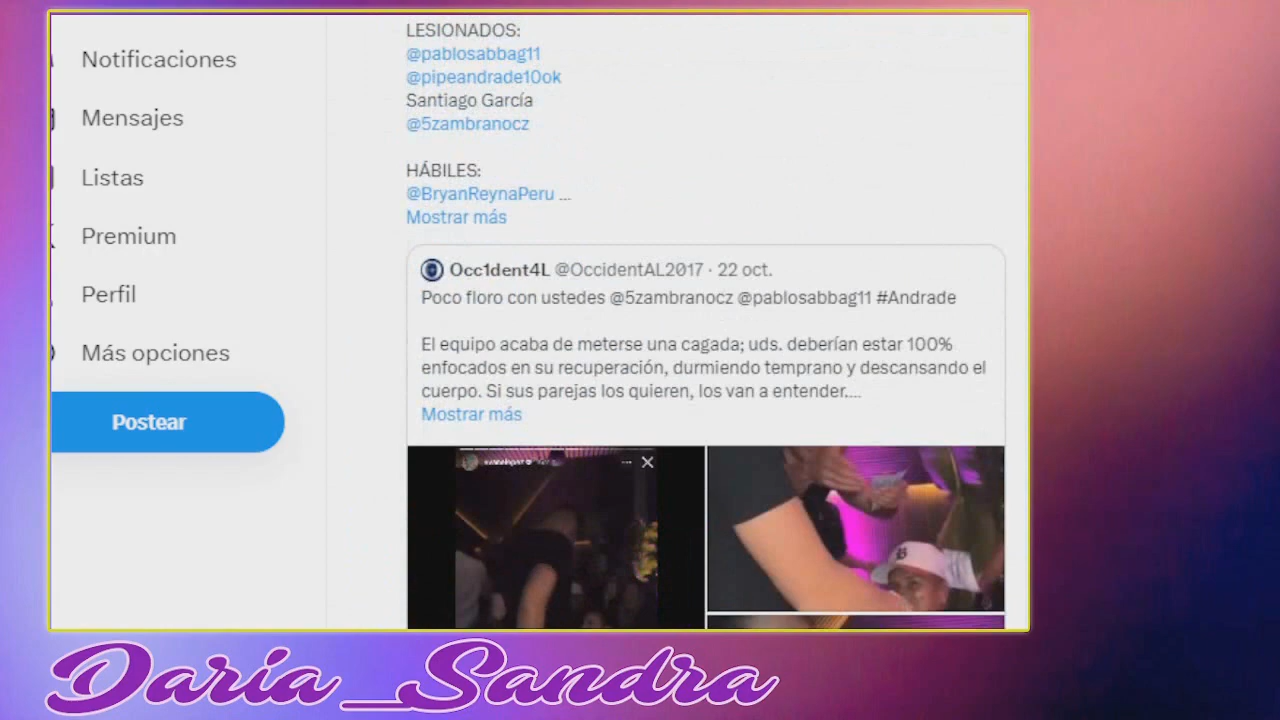 Notificaciones
Mensajes
Listas
Premium
Perfil
Más opciones
Postear
LESIONADOS:
@pablosabbag11
@pipeandrade10ok
Santiago García
@5zambranocz
HÁBILES:
@BryanReynaPeru ...
Mostrar más
Occ1dent4L @OccidentAL2017 · 22 oct.
Poco floro con ustedes @5zambranocz @pablosabbag11 #Andrade
El equipo acaba de meterse una cagada; uds. deberían estar 100%
enfocados en su recuperación, durmiendo temprano y descansando el
cuerpo. Si sus parejas los quieren, los van a entender....
Mostrar más
Daria_Sandra